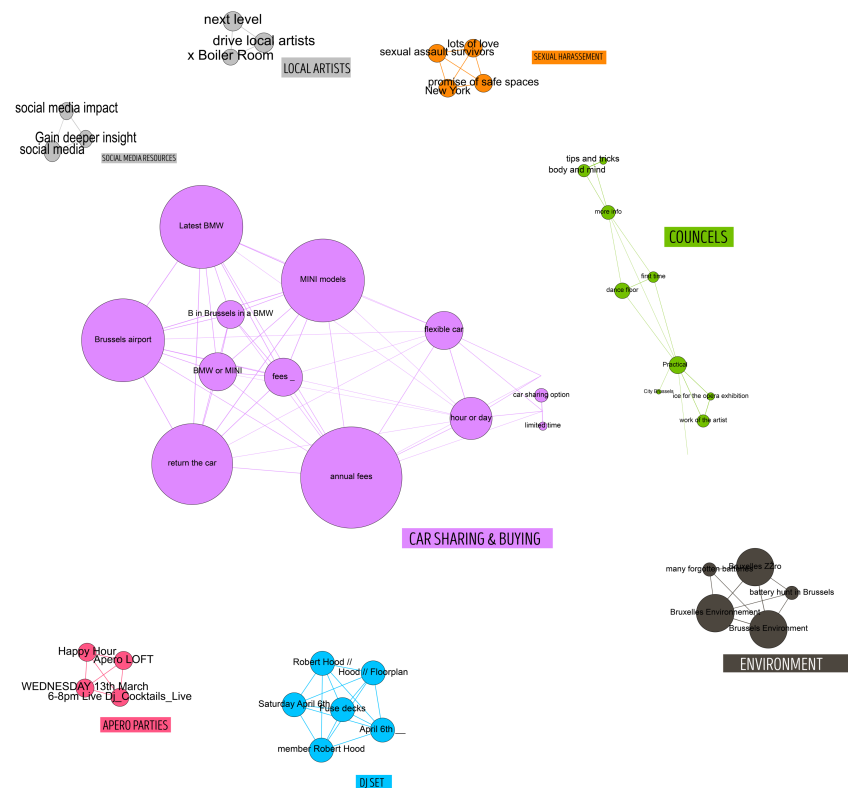 next level
drive local artists
x Boiler Room
LOCAL ARTISTS
lots of love
sexual assault survivors
promise of safe spaces
New York
SEXUAL HARASSEMENT
social media impact
Gain deeper insight
social media
SOCIAL MEDIA RESOURCES
tips and tricks
body and mind
more info
COUNCELS
first time
dance floor
Practical
City Brussels
ice for the opera exhibition
work of the artist
Latest BMW
MINI models
B in Brussels in a BMW
flexible car
Brussels airport
BMW or MINI
fees _
car sharing option
hour or day
limited time
return the car
annual fees
CAR SHARING & BUYING
many forgotten batteries
Bruxelles ZZro
battery hunt in Brussels
Bruxelles Environnement
Brussels Environment
ENVIRONMENT
Happy Hour
Apero LOFT
WEDNESDAY 13th March
6-8pm Live Dj_Cocktails_Live
APERO PARTIES
Robert Hood //
Hood // Floorplan
Saturday April 6th
Fuse decks
April 6th __
member Robert Hood
DJ SET